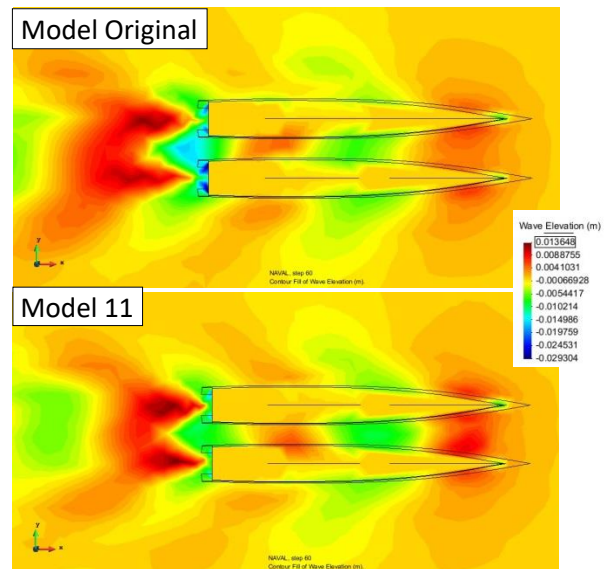 Model Original
y
x
NAVAL, step 60
Contour Fill of Wave Elevation (m).
Wave Elevation (m)
0.013648
0.0088755
0.0041031
-0.00066928
-0.0054417
-0.010214
-0.014986
-0.019759
-0.024531
-0.029304
Model 11
y
x
NAVAL, step 60
Contour Fill of Wave Elevation (m).